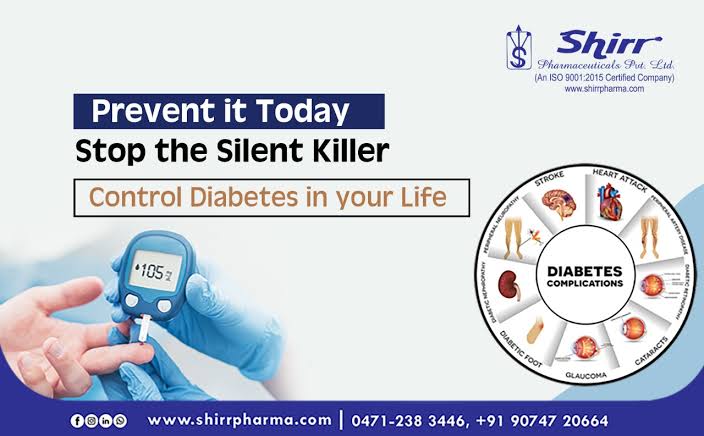 Shirr
Pharmaceuticals Pvt. Ltd.
(An ISO 9001:2015 Certified Company)
www.shirrpharma.com
Prevent it Today
Stop the Silent Killer
Control Diabetes in your Life
105
DIABETES
COMPLICATIONS
STROKE
HEART ATTACK
PERIPHERAL ARTERY DISEASE
DIABETIC RETINOPATHY
CATARACTS
GLAUCOMA
DIABETIC FOOT
DIABETIC NEPHROPATHY
PERIPHERAL NEUROPATHY
www.shirrpharma.com | 0471-238 3446, +91 90747 20664